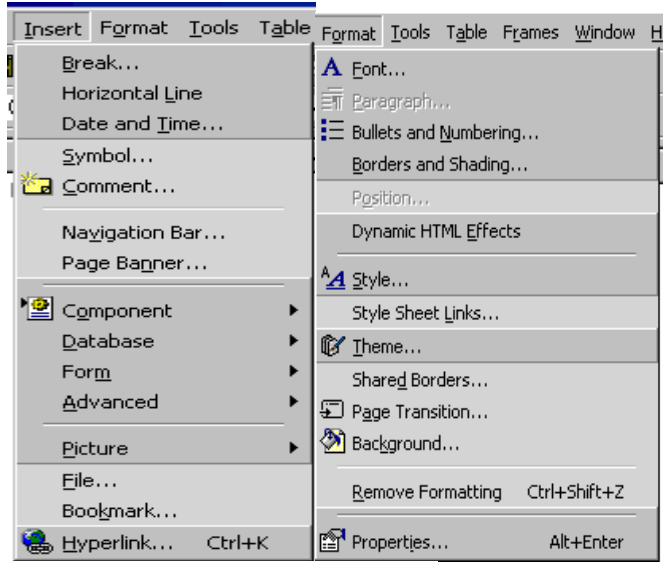 Insert Format Tools Table
Break...
Horizontal Line
Date and Time...
Symbol...
Comment...
Navigation Bar...
Page Banner...
Component
Database
Form
Advanced
Picture
File...
Bookmark...
Hyperlink... Ctrl+K
Format Tools Table Frames Window H
Font...
Paragraph...
Bullets and Numbering...
Borders and Shading...
Position...
Dynamic HTML Effects
Style...
Style Sheet Links...
Theme...
Shared Borders...
Page Transition...
Background...
Remove Formatting Ctrl+Shift+Z
Properties... Alt+Enter